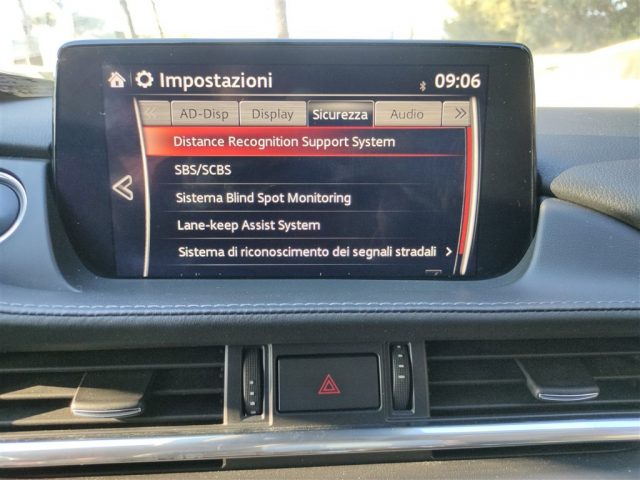 Impostazioni 09:06
AD-Disp Display Sicurezza Audio
Distance Recognition Support System
SBS/SCBS
Sistema Blind Spot Monitoring
Lane-keep Assist System
Sistema di riconoscimento dei segnali stradali